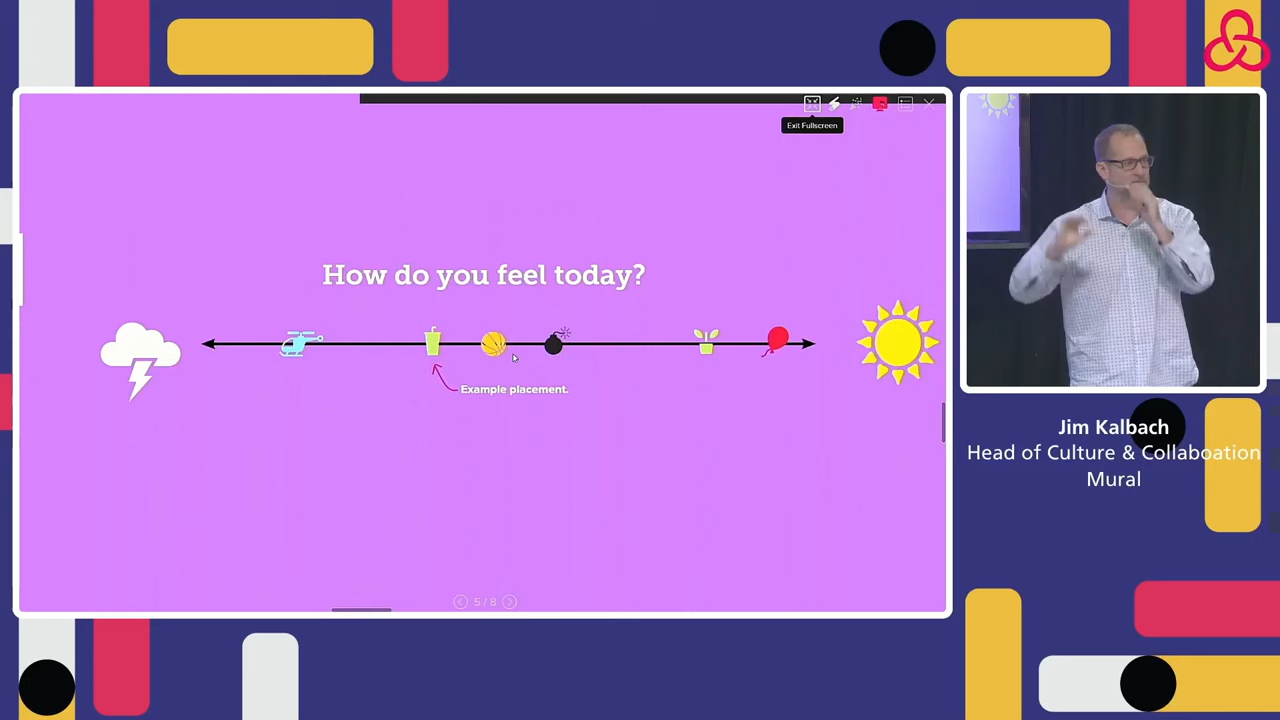 Exit Fullscreen
How do you feel today?
Example placement.
5 / 8
Jim Kalbach
Head of Culture & Collaboation
Mural